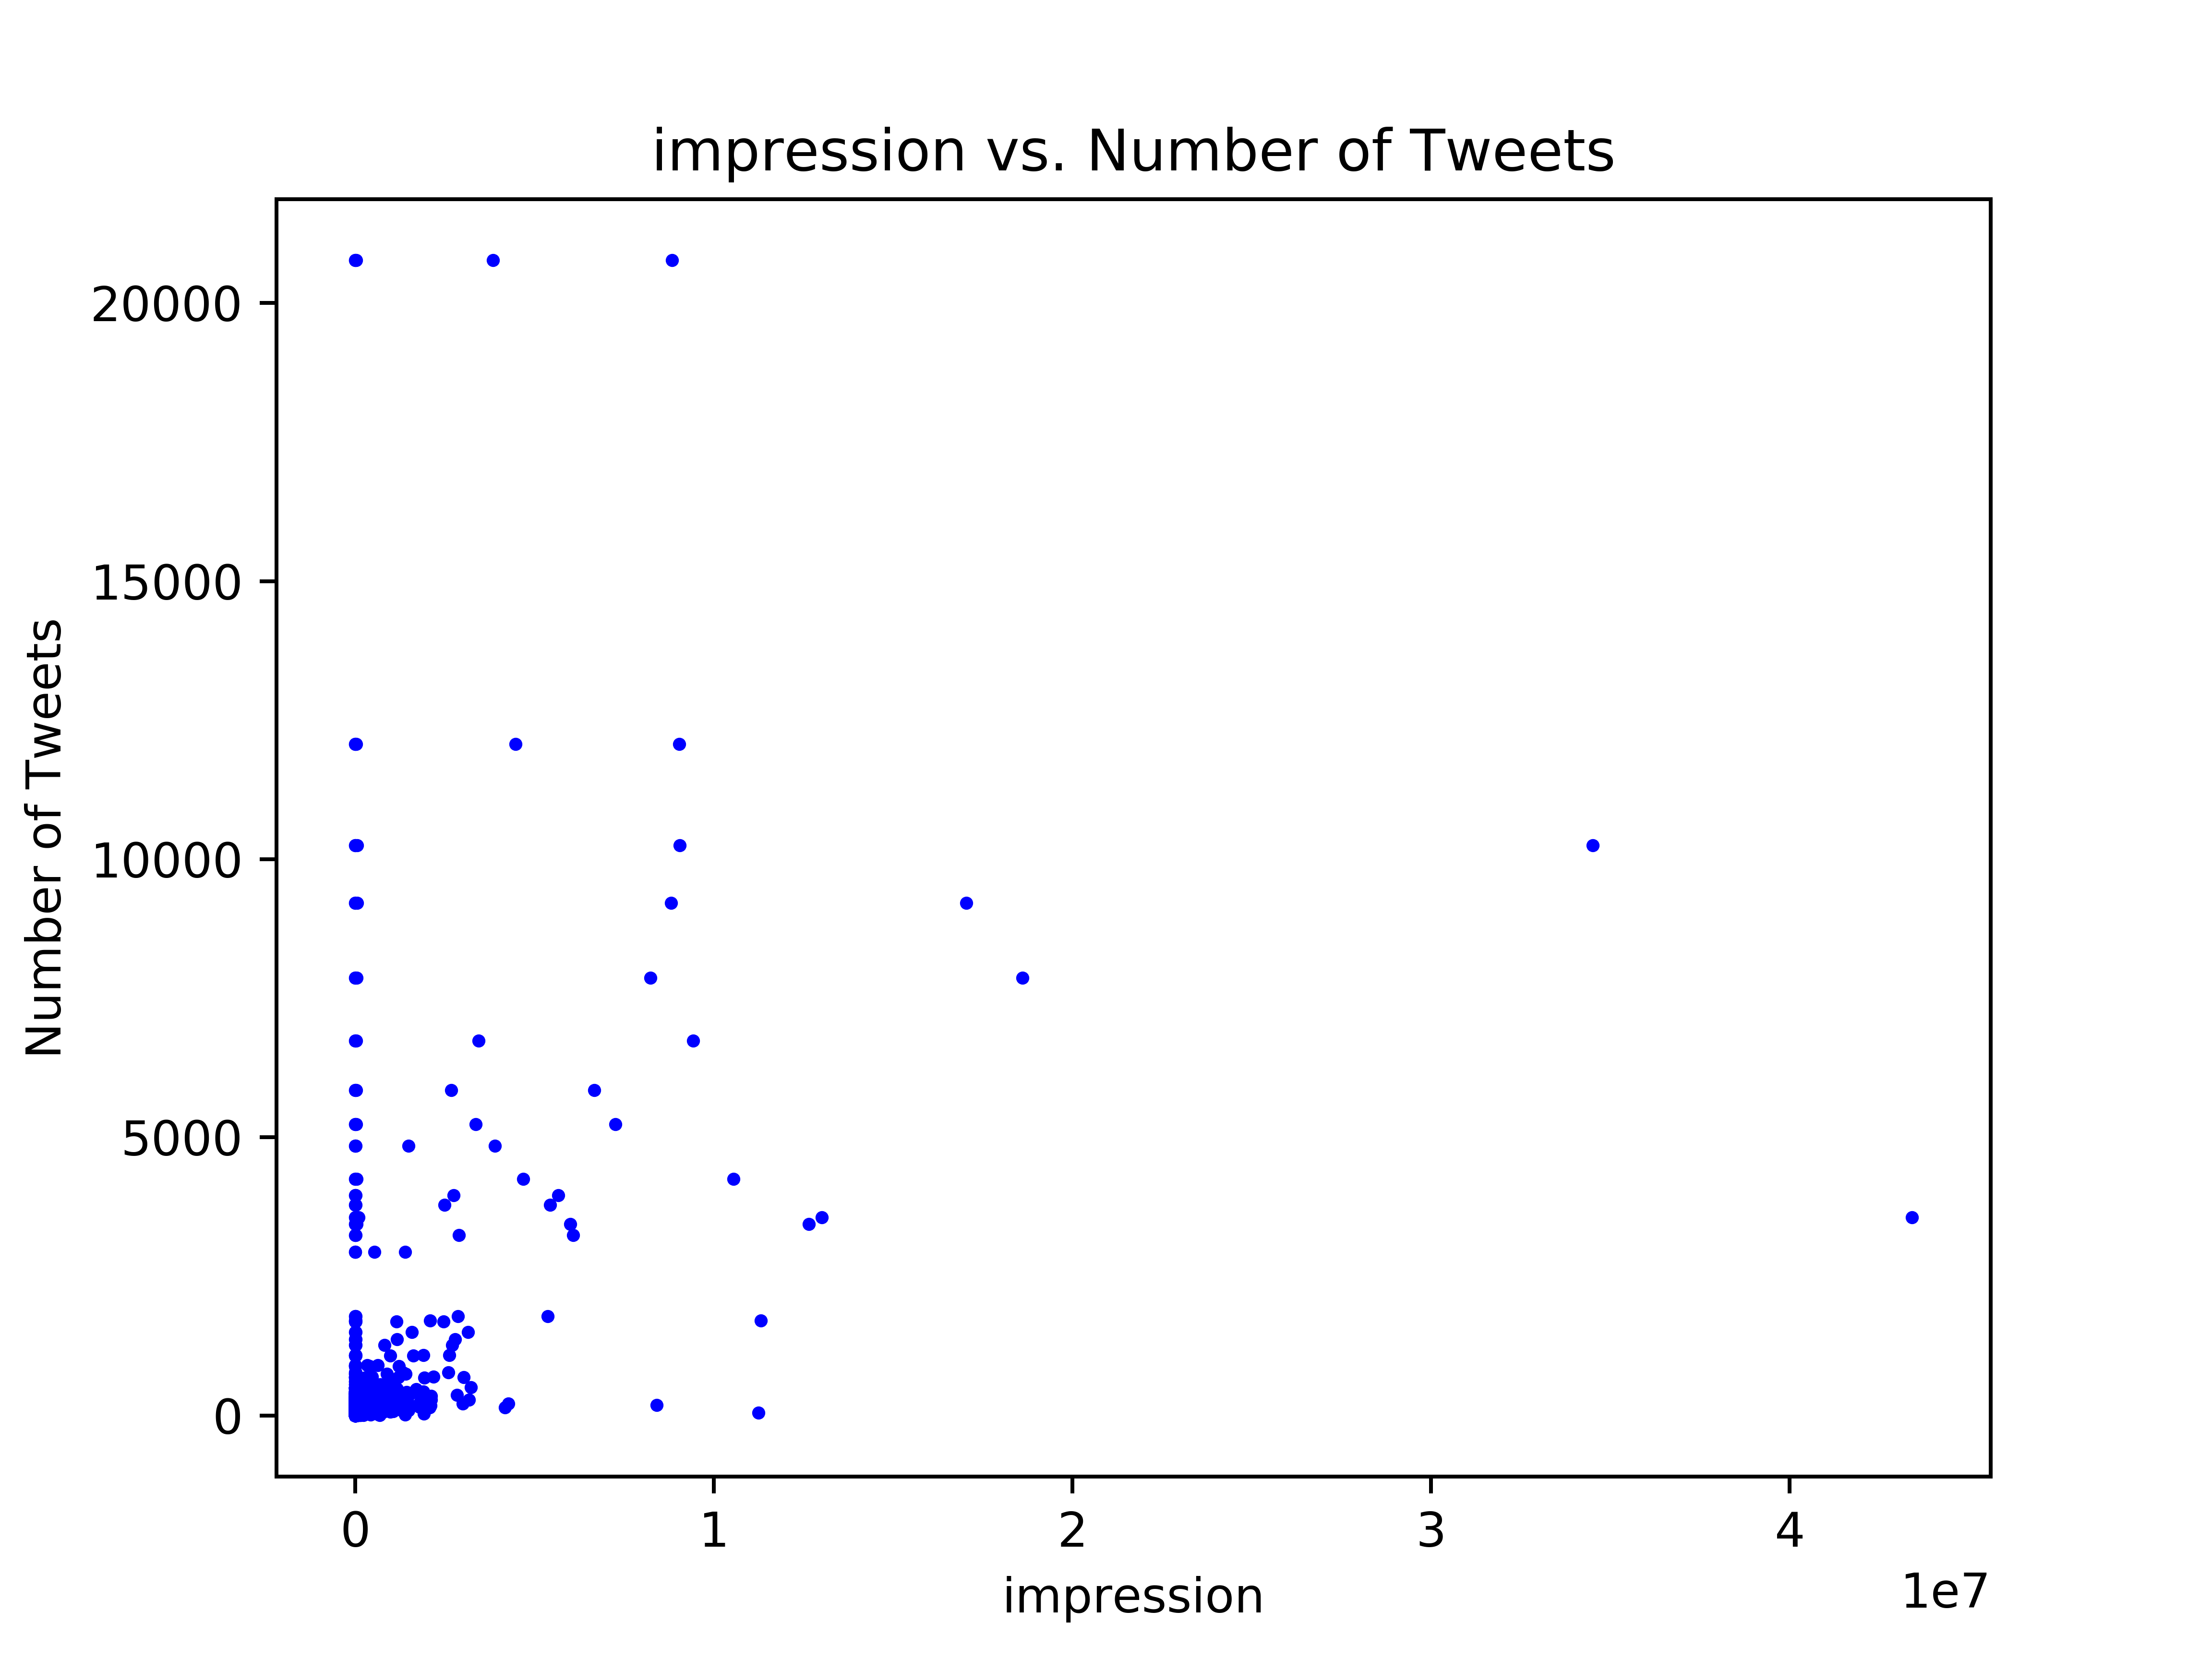 impression vs. Number of Tweets
Number of Tweets
20000
15000
10000
5000
0
0 1 2 3 4
impression
1e7